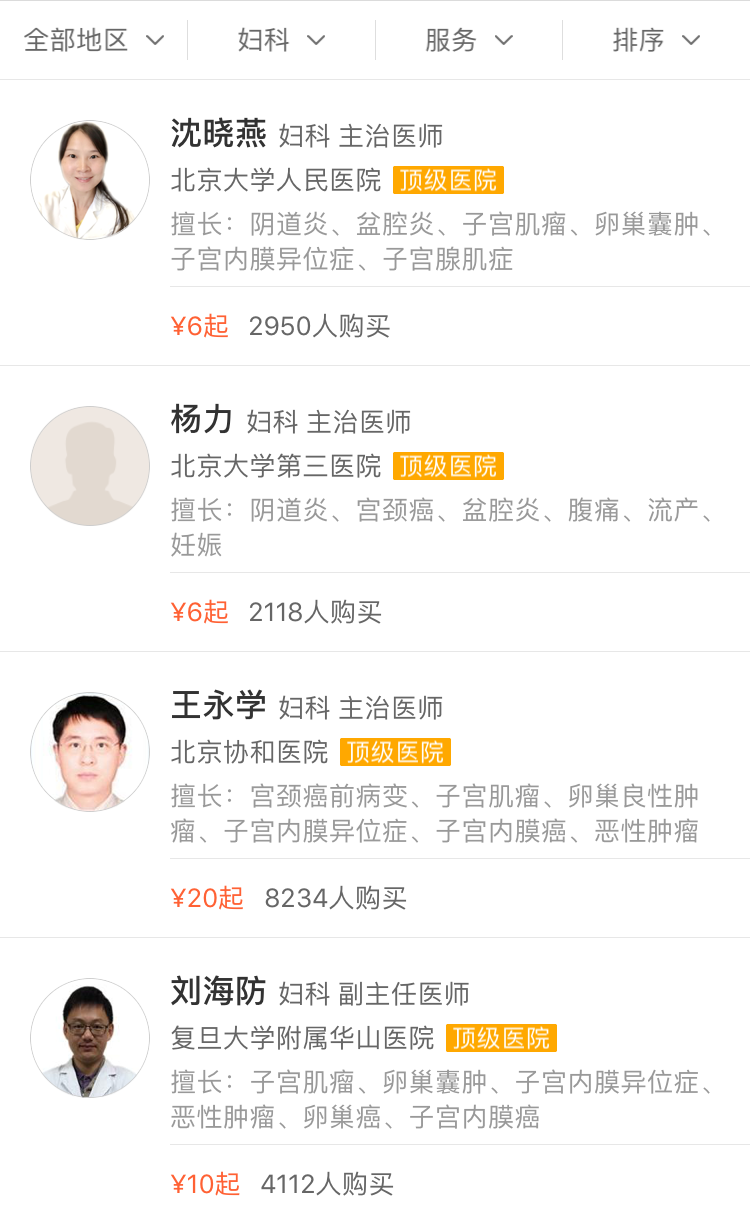 全部地区 妇科 服务 排序
沈晓燕 妇科 主治医师
北京大学人民医院 顶级医院
擅长：阴道炎、盆腔炎、子宫肌瘤、卵巢囊肿、
子宫内膜异位症、子宫腺肌症
¥6起 2950人购买
杨力 妇科 主治医师
北京大学第三医院 顶级医院
擅长：阴道炎、宫颈癌、盆腔炎、腹痛、流产、
妊娠
¥6起 2118人购买
王永学 妇科 主治医师
北京协和医院 顶级医院
擅长：宫颈癌前病变、子宫肌瘤、卵巢良性肿
瘤、子宫内膜异位症、子宫内膜癌、恶性肿瘤
¥20起 8234人购买
刘海防 妇科 副主任医师
复旦大学附属华山医院 顶级医院
擅长：子宫肌瘤、卵巢囊肿、子宫内膜异位症、
恶性肿瘤、卵巢癌、子宫内膜癌
¥10起 4112人购买